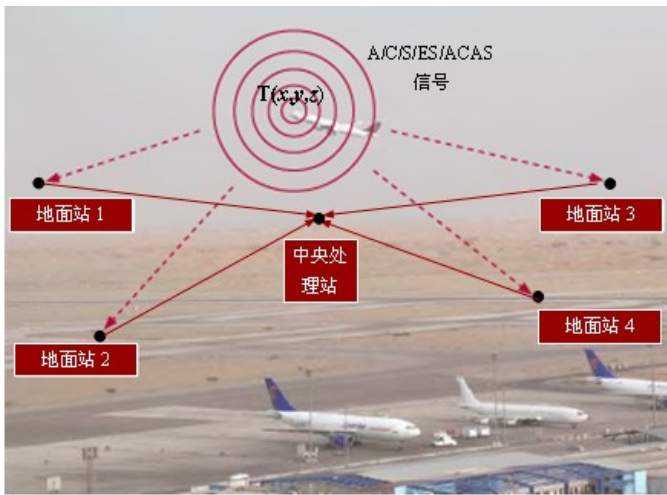 A/C/S/ES/ACAS
信号
T(x,y,z)
地面站 1
地面站 3
中央处
理站
地面站 4
地面站 2